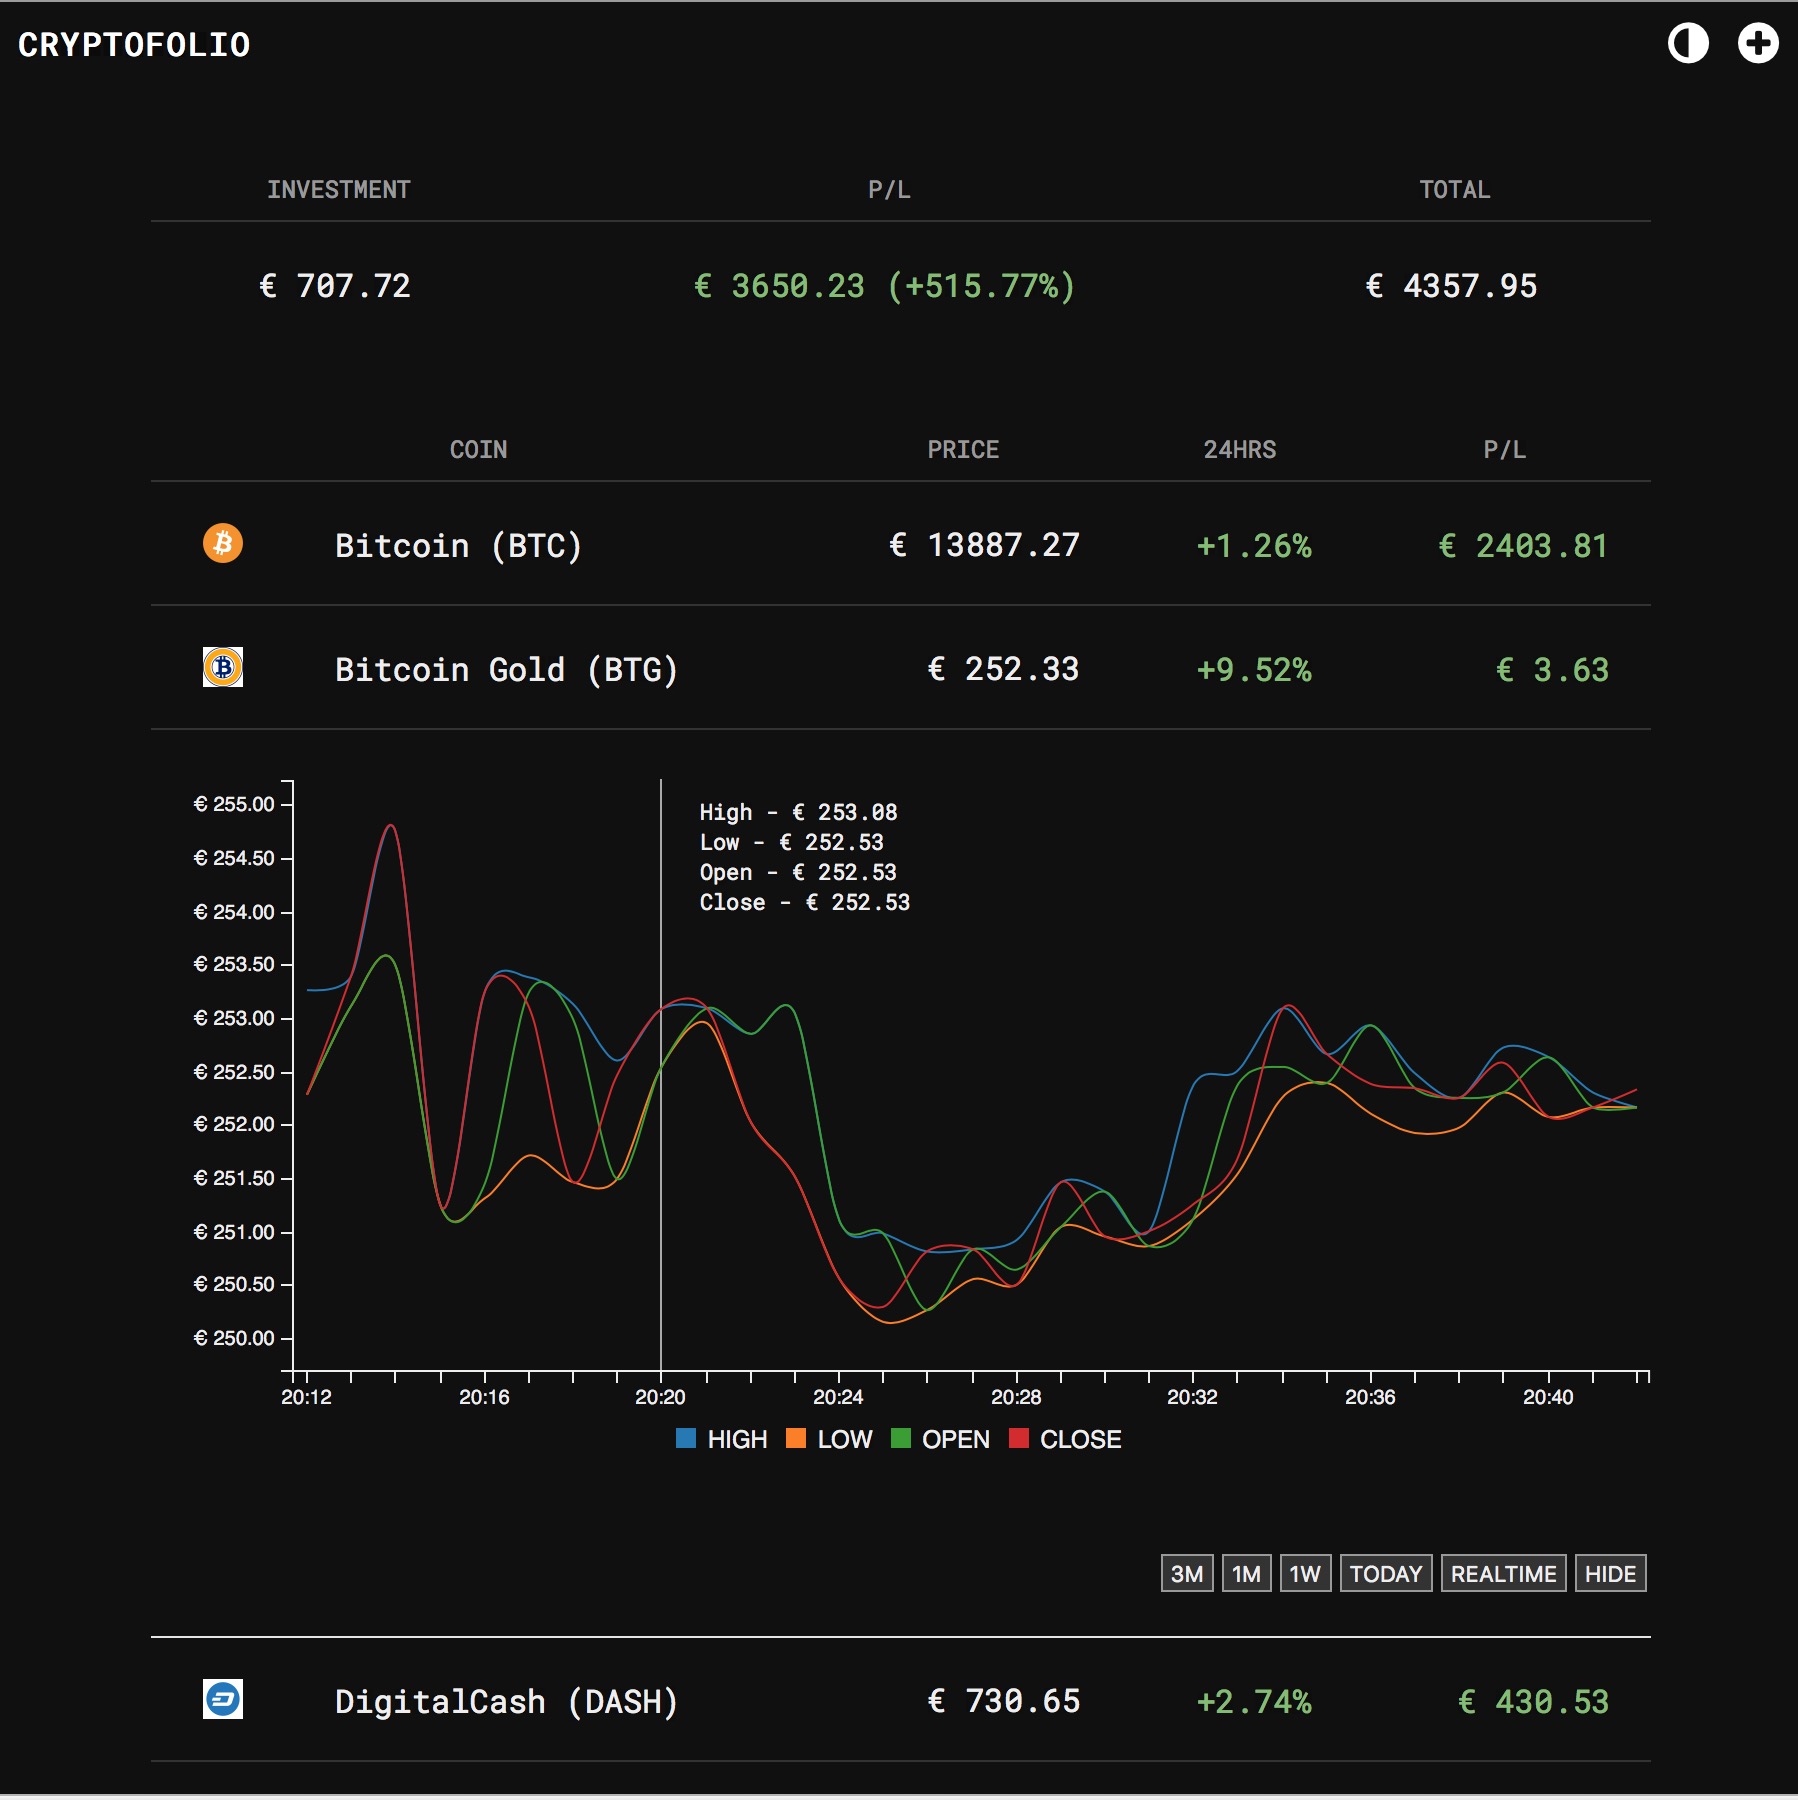 CRYPTOFOLIO
INVESTMENT P/L TOTAL
€ 707.72 € 3650.23 (+515.77%) € 4357.95
COIN PRICE 24HRS P/L
Bitcoin (BTC) € 13887.27 +1.26% € 2403.81
Bitcoin Gold (BTG) € 252.33 +9.52% € 3.63
€ 255.00
High - € 253.08
Low - € 252.53
€ 254.50
Open - € 252.53
Close - € 252.53
€ 254.00
€ 253.50
€ 253.00
€ 252.50
€ 252.00
€ 251.50
€ 251.00
€ 250.50
€ 250.00
20:12 20:16 20:20 20:24 20:28 20:32 20:36 20:40
HIGH LOW OPEN CLOSE
3M 1M 1W TODAY REALTIME HIDE
DigitalCash (DASH) € 730.65 +2.74% € 430.53